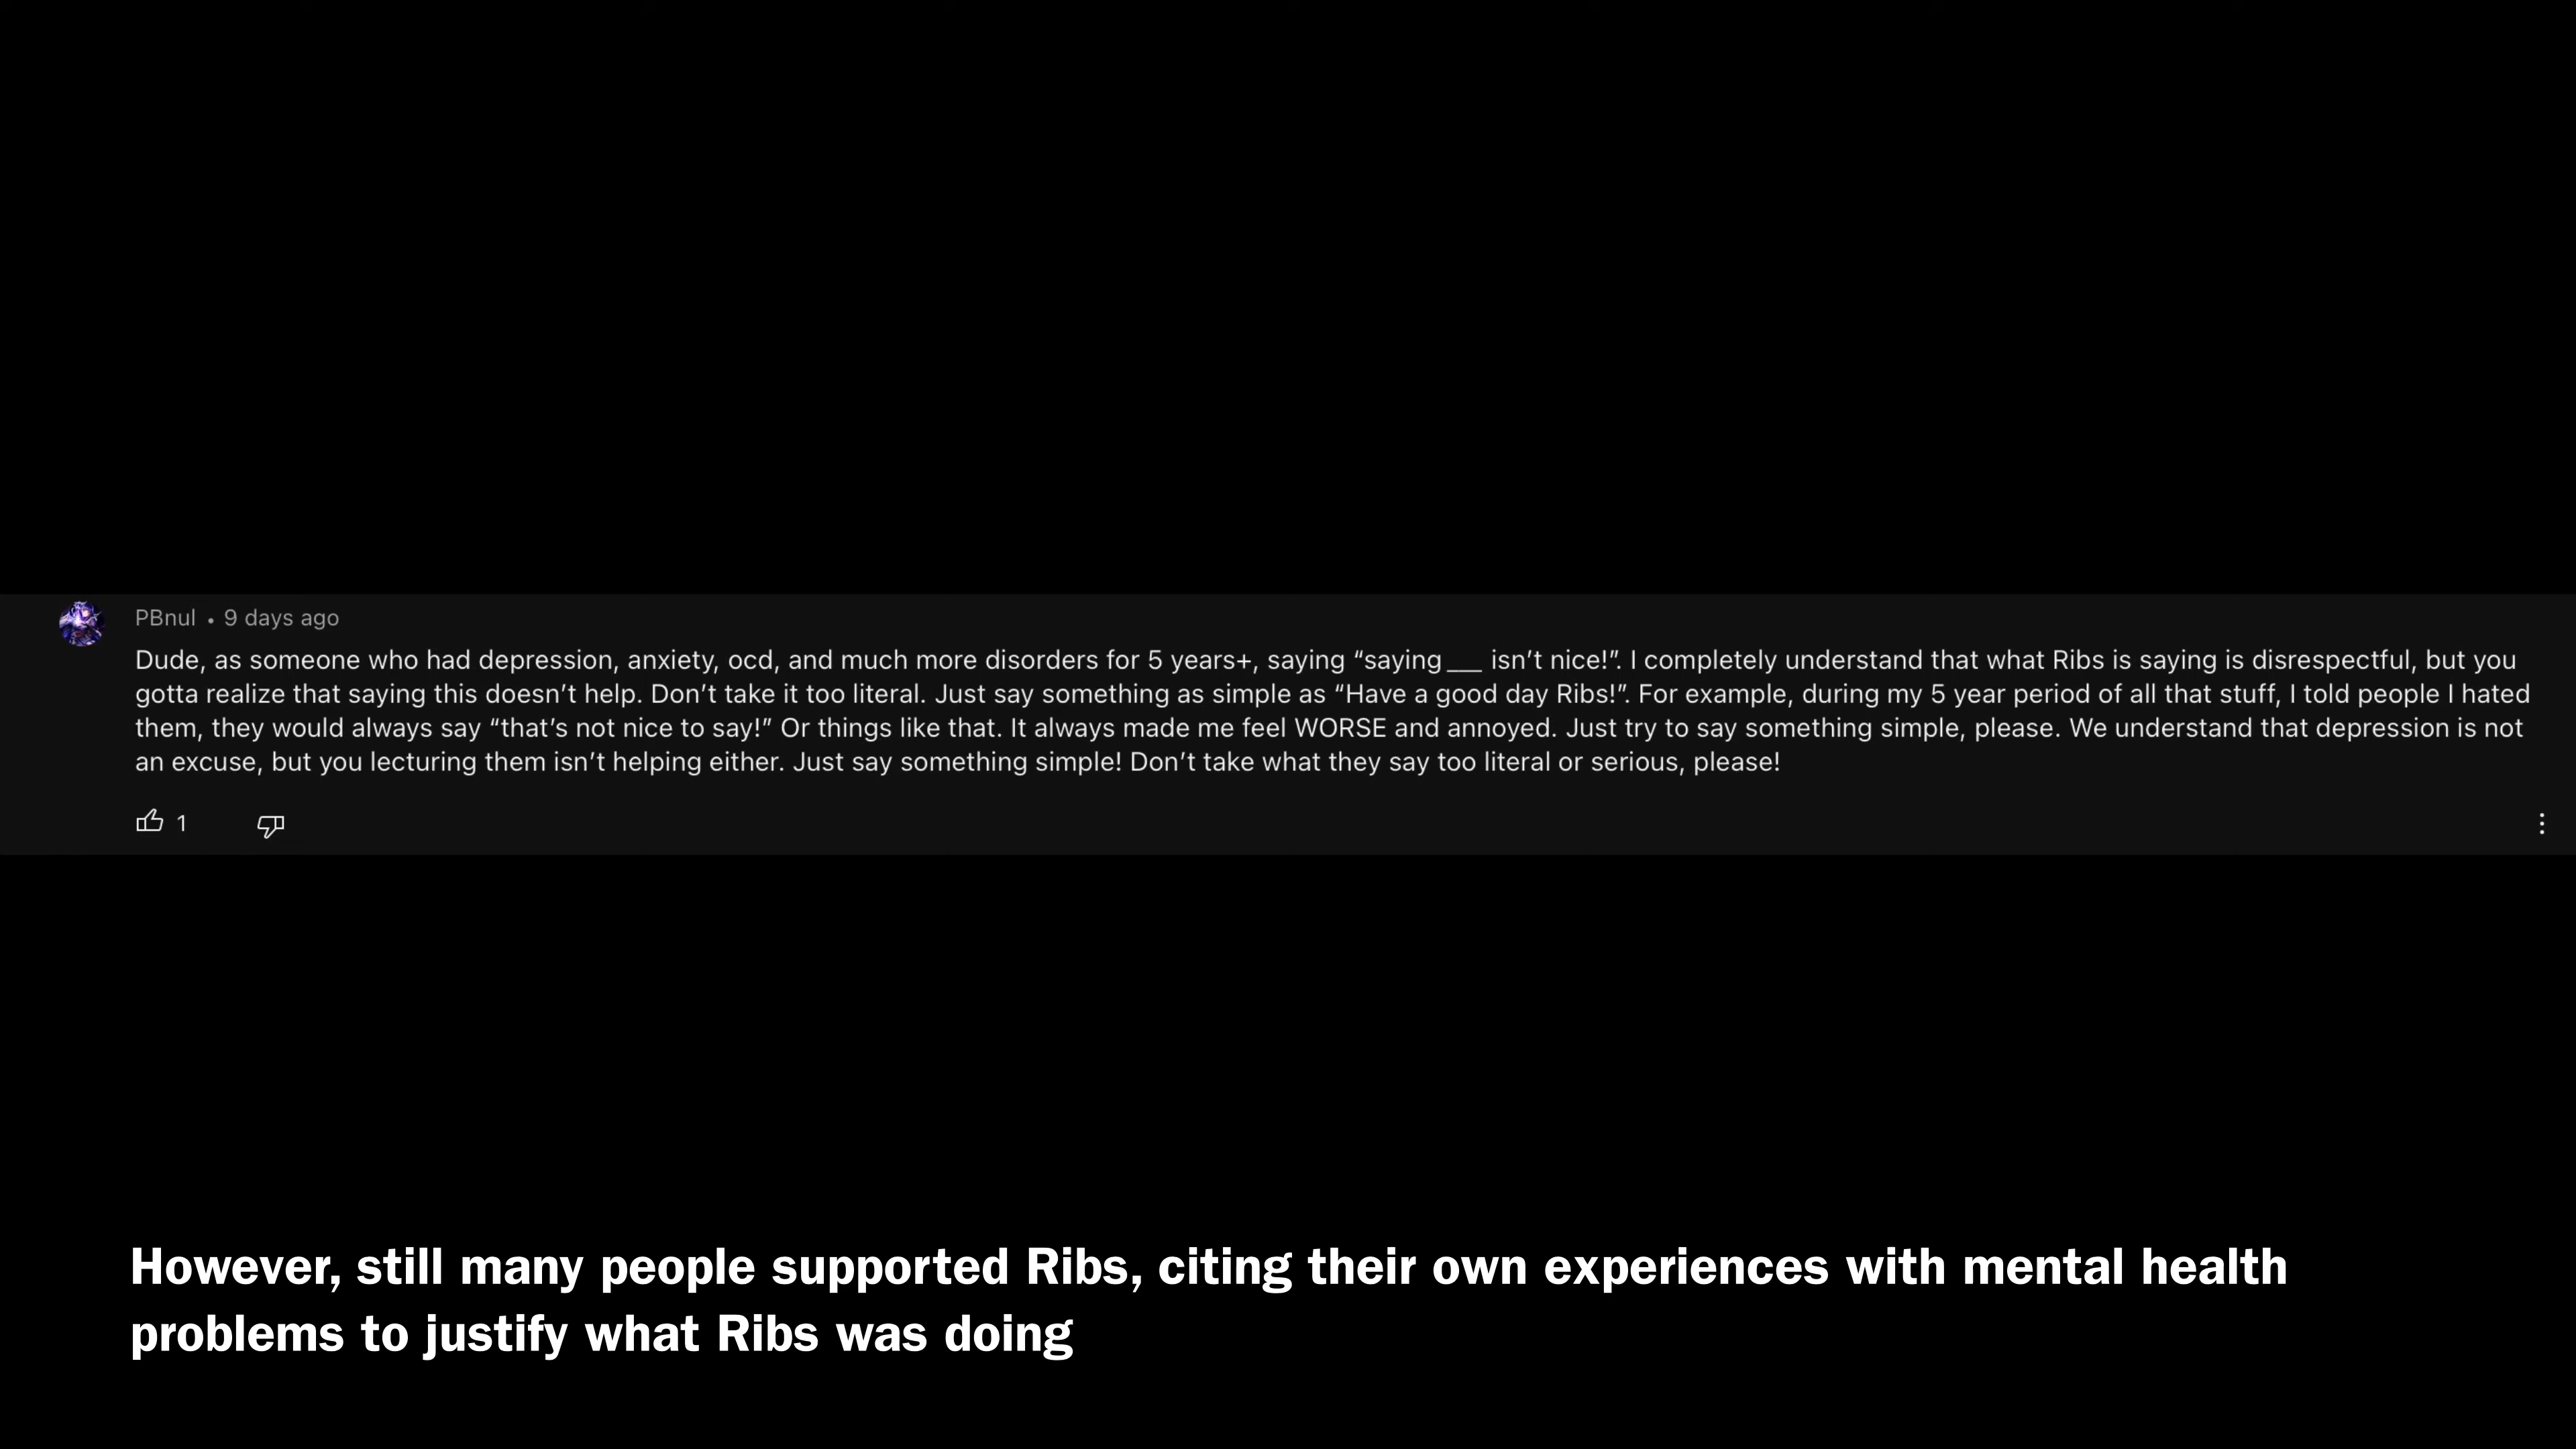 PBnul • 9 days ago
Dude, as someone who had depression, anxiety, ocd, and much more disorders for 5 years+, saying “saying ___ isn’t nice!”. I completely understand that what Ribs is saying is disrespectful, but you
gotta realize that saying this doesn’t help. Don’t take it too literal. Just say something as simple as “Have a good day Ribs!”. For example, during my 5 year period of all that stuff, I told people I hated
them, they would always say “that’s not nice to say!” Or things like that. It always made me feel WORSE and annoyed. Just try to say something simple, please. We understand that depression is not
an excuse, but you lecturing them isn’t helping either. Just say something simple! Don’t take what they say too literal or serious, please!
1
However, still many people supported Ribs, citing their own experiences with mental health
problems to justify what Ribs was doing